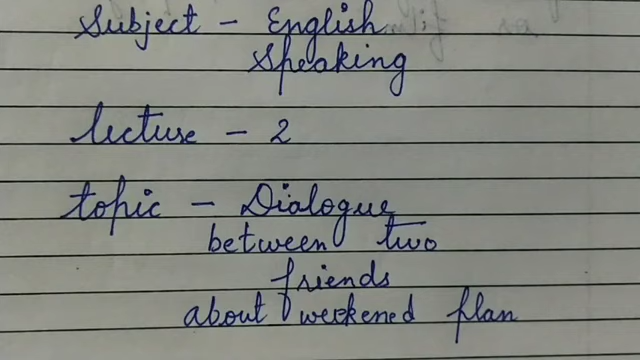 Subject - English
Speaking
lecture - 2
topic - Dialogue
between two
friends
about weekened plan